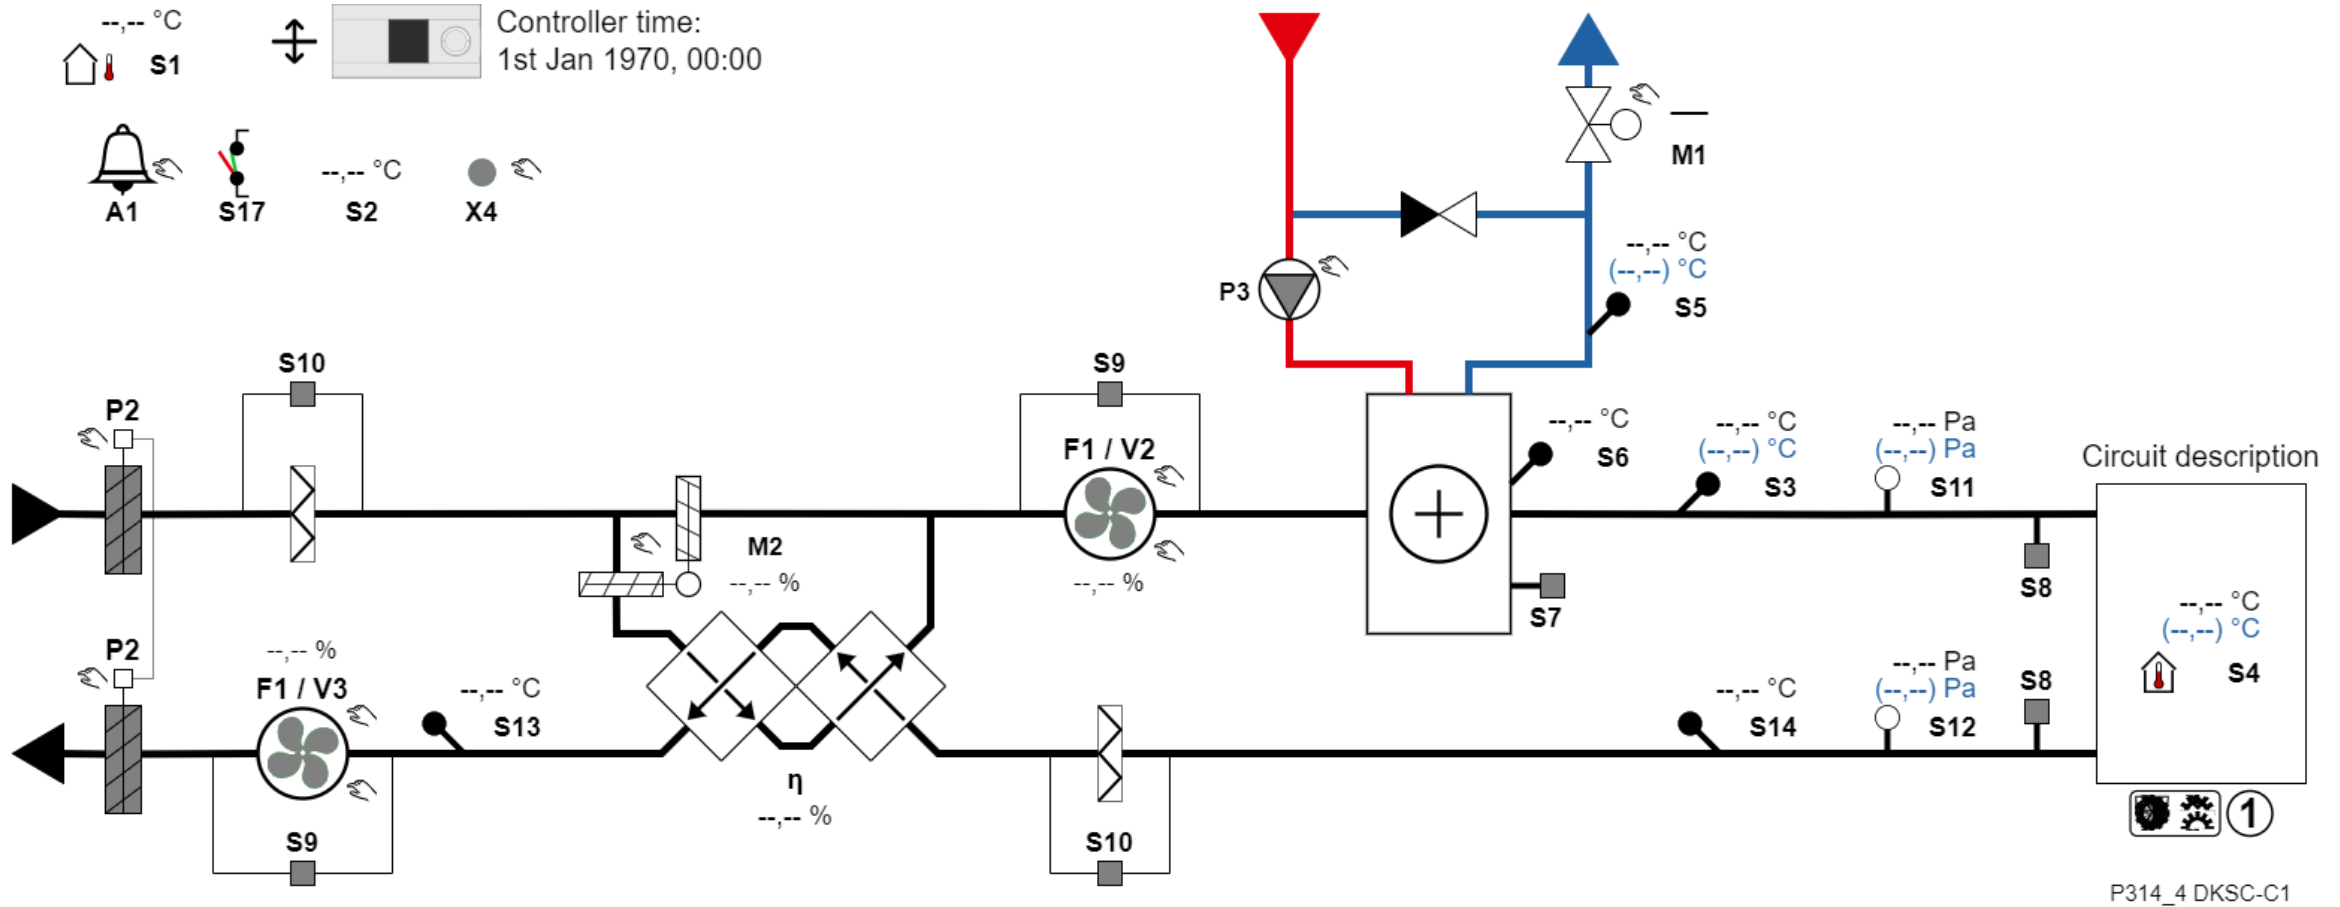 --,-- °C
S1
Controller time:
1st Jan 1970, 00:00
A1
S17
--,-- °C
S2
X4
M1
--,-- °C
(--,--) °C
S5
P3
S10
P2
S9
F1 / V2
--,-- %
M2
--,-- %
--,-- °C
S6
S7
--,-- °C
(--,--) °C
S3
--,-- Pa
(--,--) Pa
S11
S8
Circuit description
--,-- °C
(--,--) °C
S4
P2
--,-- %
F1 / V3
S9
--,-- °C
S13
η
--,-- %
S10
--,-- °C
S14
--,-- Pa
(--,--) Pa
S12
S8
1
P314_4 DKSC-C1